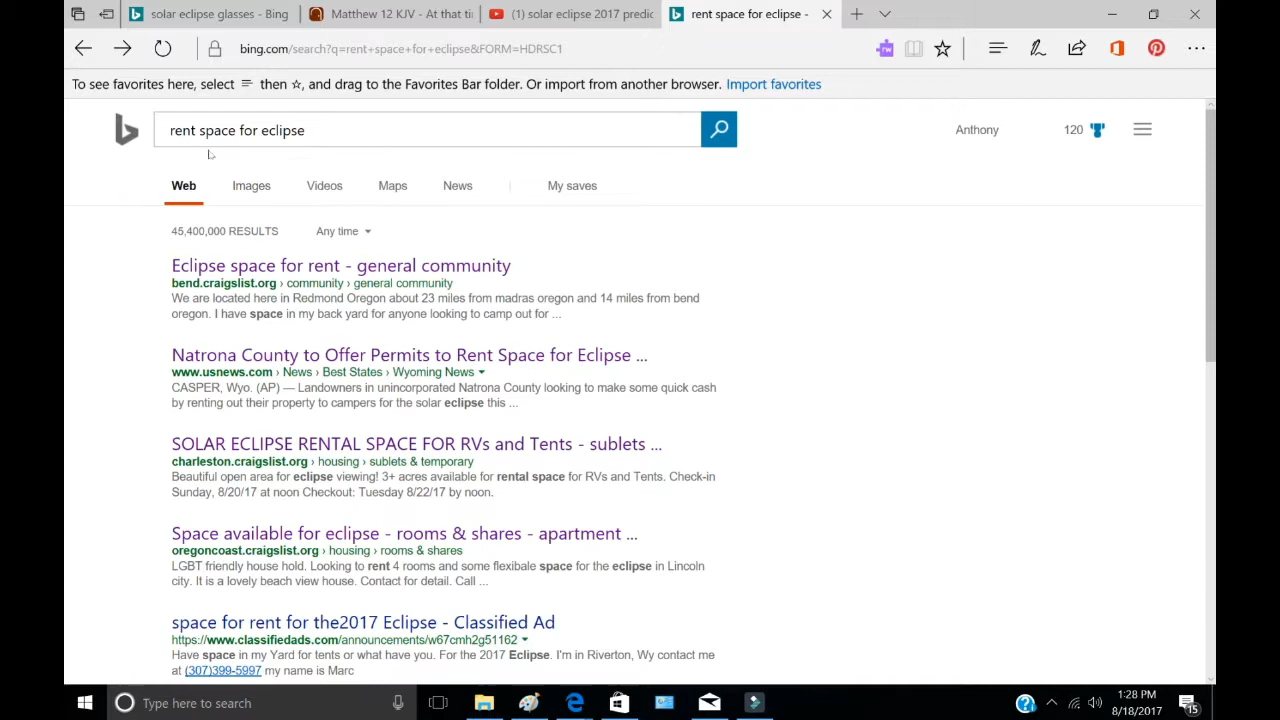 solar eclipse glasses - Bing
Matthew 12 KJV - At that ti
(1) solar eclipse 2017 predic
rent space for eclipse -
bing.com/search?q=rent+space+for+eclipse&FORM=HDRSC1
To see favorites here, select then ☆, and drag to the Favorites Bar folder. Or import from another browser. Import favorites
rent space for eclipse
Anthony
120
Web Images Videos Maps News | My saves
45,400,000 RESULTS Any time
Eclipse space for rent - general community
bend.craigslist.org › community › general community
We are located here in Redmond Oregon about 23 miles from madras oregon and 14 miles from bend
oregon. I have space in my back yard for anyone looking to camp out for ...
Natrona County to Offer Permits to Rent Space for Eclipse ...
www.usnews.com › News › Best States › Wyoming News
CASPER, Wyo. (AP) — Landowners in unincorporated Natrona County looking to make some quick cash
by renting out their property to campers for the solar eclipse this ...
SOLAR ECLIPSE RENTAL SPACE FOR RVs and Tents - sublets ...
charleston.craigslist.org › housing › sublets & temporary
Beautiful open area for eclipse viewing! 3+ acres available for rental space for RVs and Tents. Check-in
Sunday, 8/20/17 at noon Checkout: Tuesday 8/22/17 by noon.
Space available for eclipse - rooms & shares - apartment ...
oregoncoast.craigslist.org › housing › rooms & shares
LGBT friendly house hold. Looking to rent 4 rooms and some flexibale space for the eclipse in Lincoln
city. It is a lovely beach view house. Contact for detail. Call ...
space for rent for the2017 Eclipse - Classified Ad
https://www.classifiedads.com/announcements/w67cmh2g51162
Have space in my Yard for tents or what have you. For the 2017 Eclipse. I'm in Riverton, Wy contact me
at (307)399-5997 my name is Marc
Type here to search
1:28 PM
8/18/2017
15